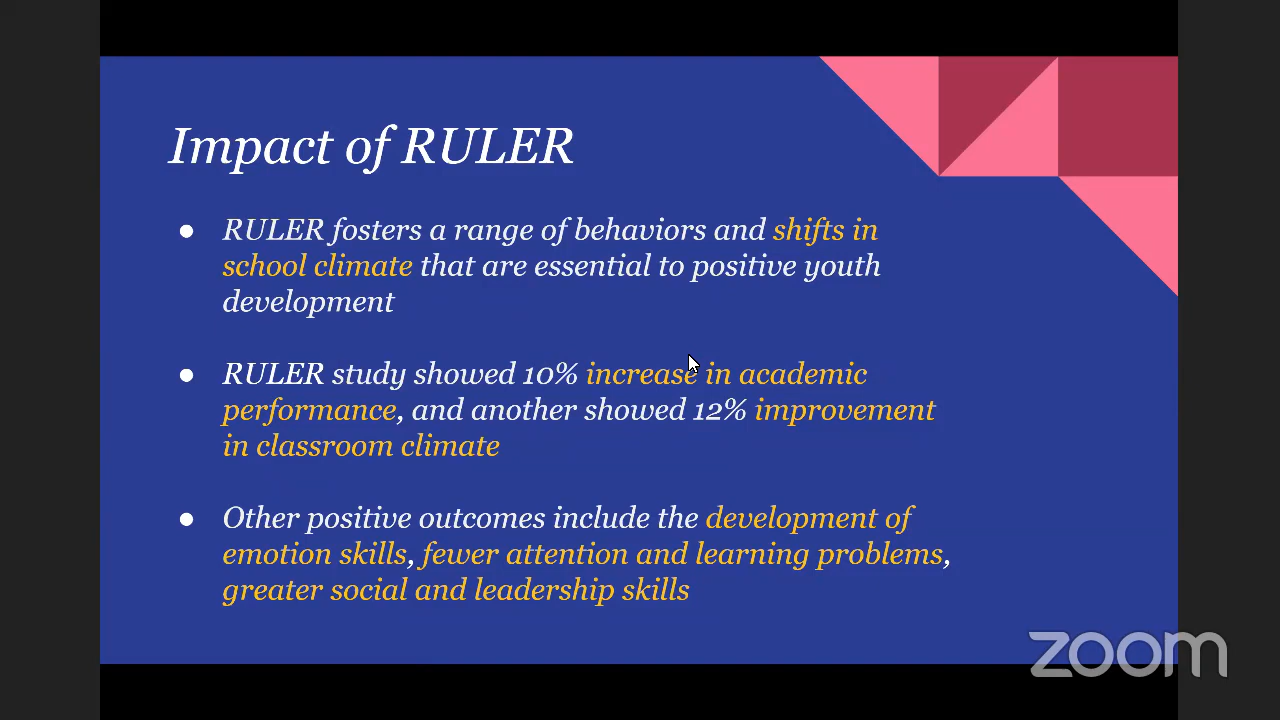 Impact of RULER
● RULER fosters a range of behaviors and shifts in
school climate that are essential to positive youth
development
● RULER study showed 10% increase in academic
performance, and another showed 12% improvement
in classroom climate
● Other positive outcomes include the development of
emotion skills, fewer attention and learning problems,
greater social and leadership skills
zoom